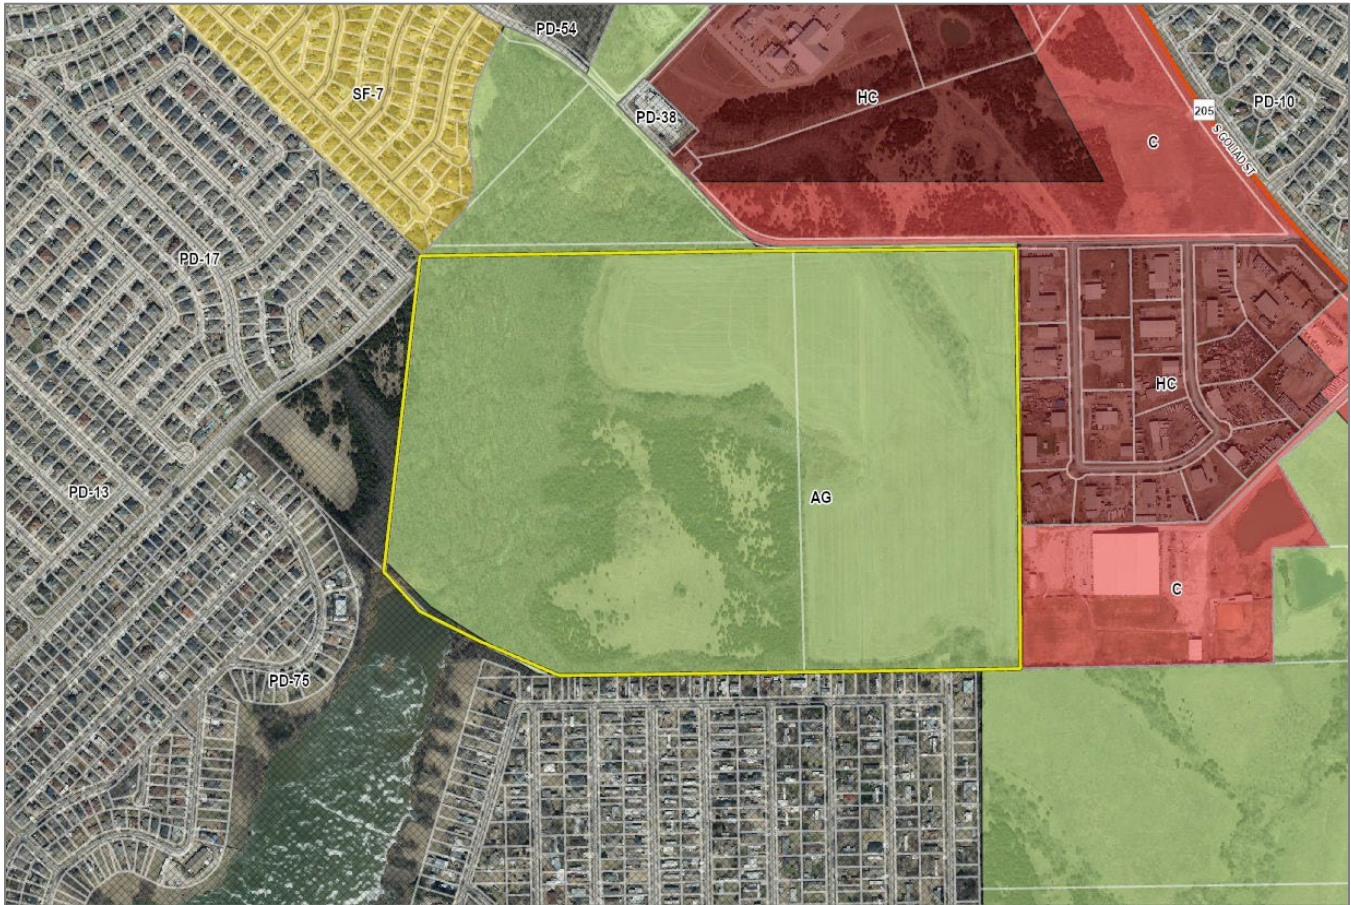 PD-54
SF-7
PD-38
HC
205
PD-10
S GOLIAD ST
C
PD-17
HC
PD-13
AG
C
PD-75